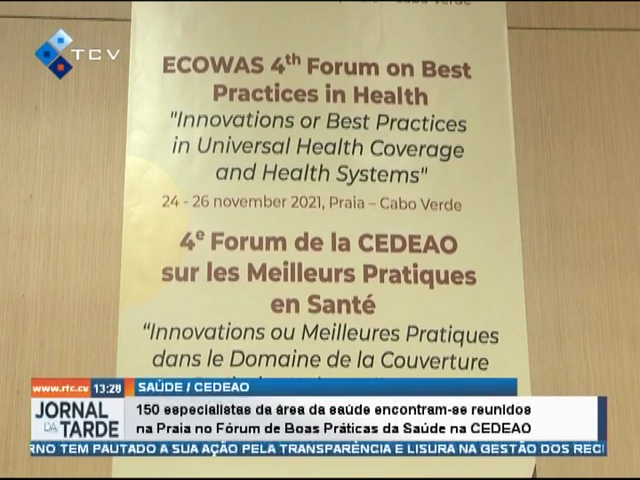 Cabo Verde
TCV
ECOWAS 4th Forum on Best
Practices in Health
"Innovations or Best Practices
in Universal Health Coverage
and Health Systems"
24 - 26 november 2021, Praia – Cabo Verde
4e Forum de la CEDEAO
sur les Meilleurs Pratiques
en Santé
“Innovations ou Meilleures Pratiques
dans le Domaine de la Couverture
www.rtc.cv 13:28 SAÚDE / CEDEAO
JORNAL DA TARDE
150 especialistas da área da saúde encontram-se reunidos
na Praia no Fórum de Boas Práticas da Saúde na CEDEAO
RNO TEM PAUTADO A SUA AÇÃO PELA TRANSPARÊNCIA E LISURA NA GESTÃO DOS REC